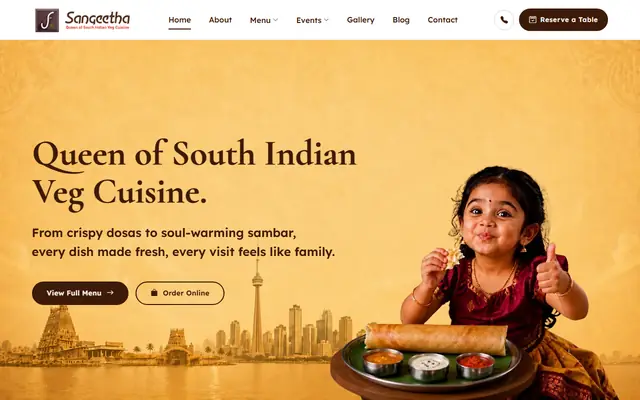 Sangeetha
Queen of South Indian Veg Cuisine
Home
About
Menu
Events
Gallery
Blog
Contact
Reserve a Table
Queen of South Indian
Veg Cuisine.
From crispy dosas to soul-warming sambar,
every dish made fresh, every visit feels like family.
View Full Menu
Order Online